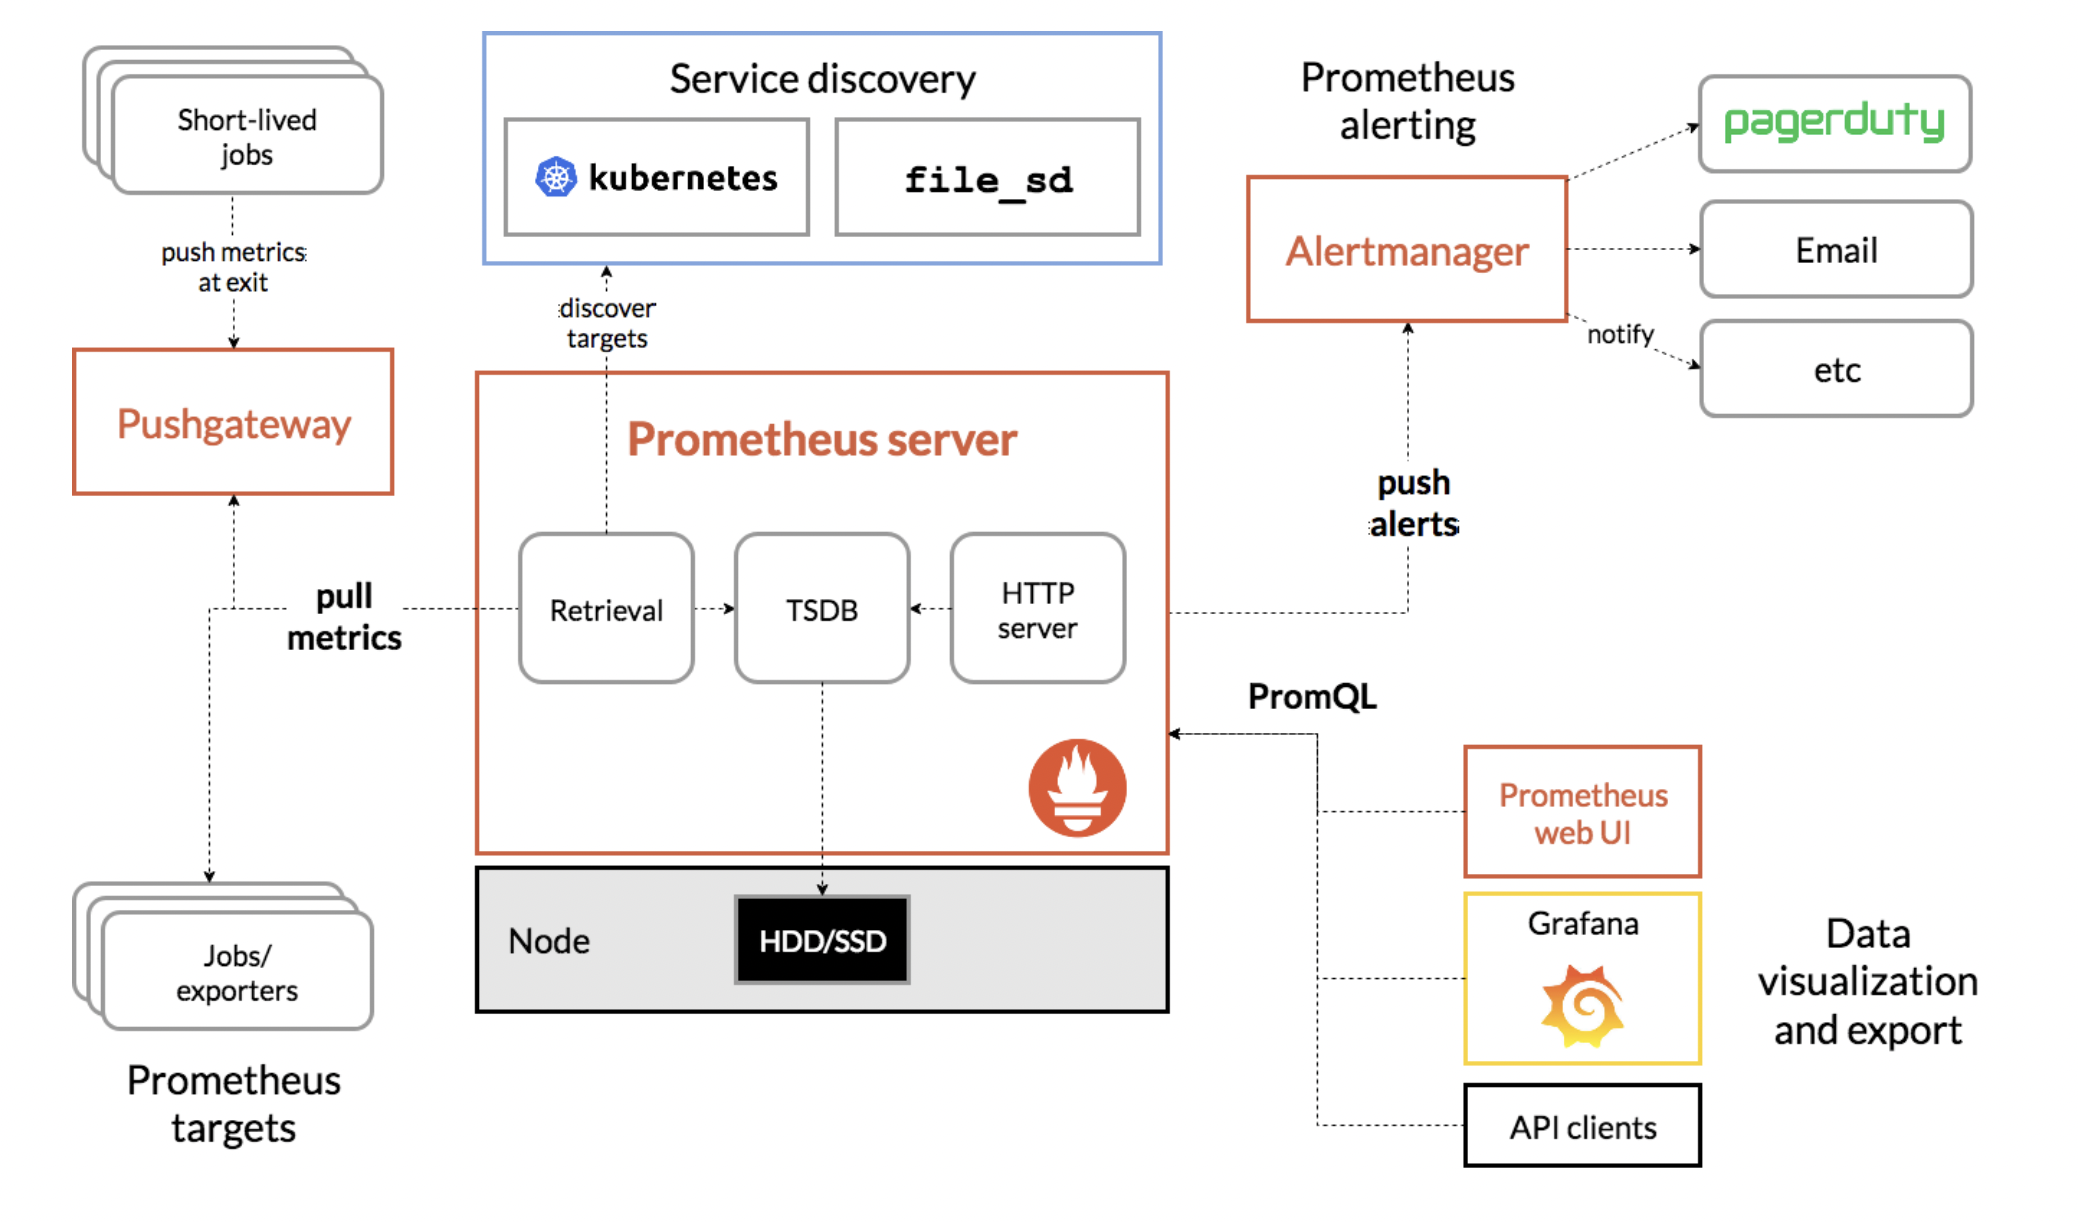 Short-lived
jobs
push metrics
at exit
Pushgateway
pull
metrics
Jobs/
exporters
Prometheus
targets
Service discovery
kubernetes
file_sd
discover
targets
Prometheus server
Retrieval
TSDB
HTTP
server
Node
HDD/SSD
Prometheus
alerting
Alertmanager
pagerduty
Email
notify
etc
push
alerts
PromQL
Prometheus
web UI
Grafana
API clients
Data
visualization
and export